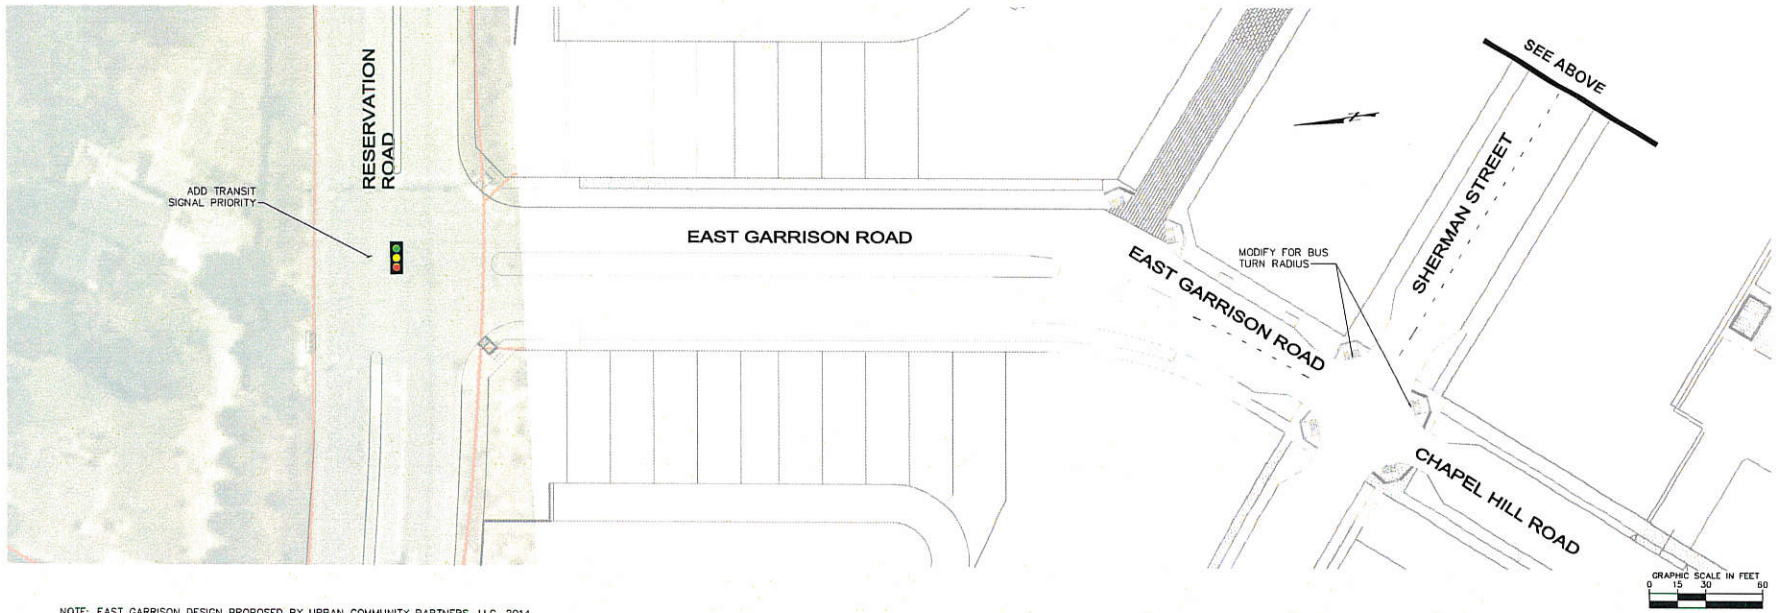 RESERVATION
ROAD
ADD TRANSIT
SIGNAL PRIORITY
EAST GARRISON ROAD
EAST GARRISON ROAD
MODIFY FOR BUS
TURN RADIUS
SHERMAN STREET
SEE ABOVE
CHAPEL HILL ROAD
GRAPHIC SCALE IN FEET
0 15 30 60
NOTE: EAST GARRISON DESIGN PROPOSED BY URBAN COMMUNITY PARTNERS, LLC, 2014